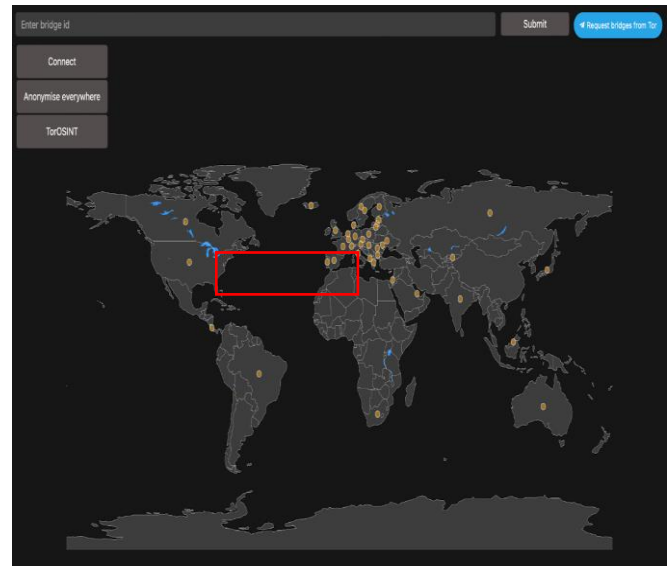 Enter bridge id
Submit
Request bridges from Tor
Connect
Anonymise everywhere
TorOSINT